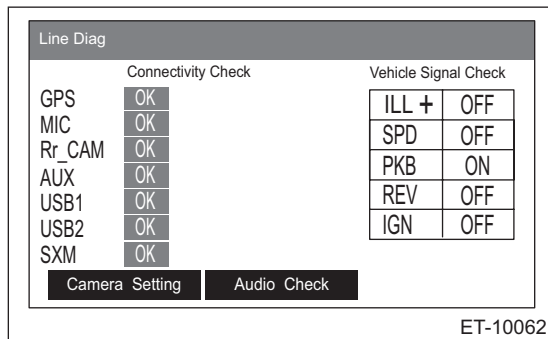 Line Diag
Connectivity Check
GPS OK
MIC OK
Rr_CAM OK
AUX OK
USB1 OK
USB2 OK
SXM OK
Vehicle Signal Check
ILL + OFF
SPD OFF
PKB ON
REV OFF
IGN OFF
Camera Setting Audio Check
ET-10062